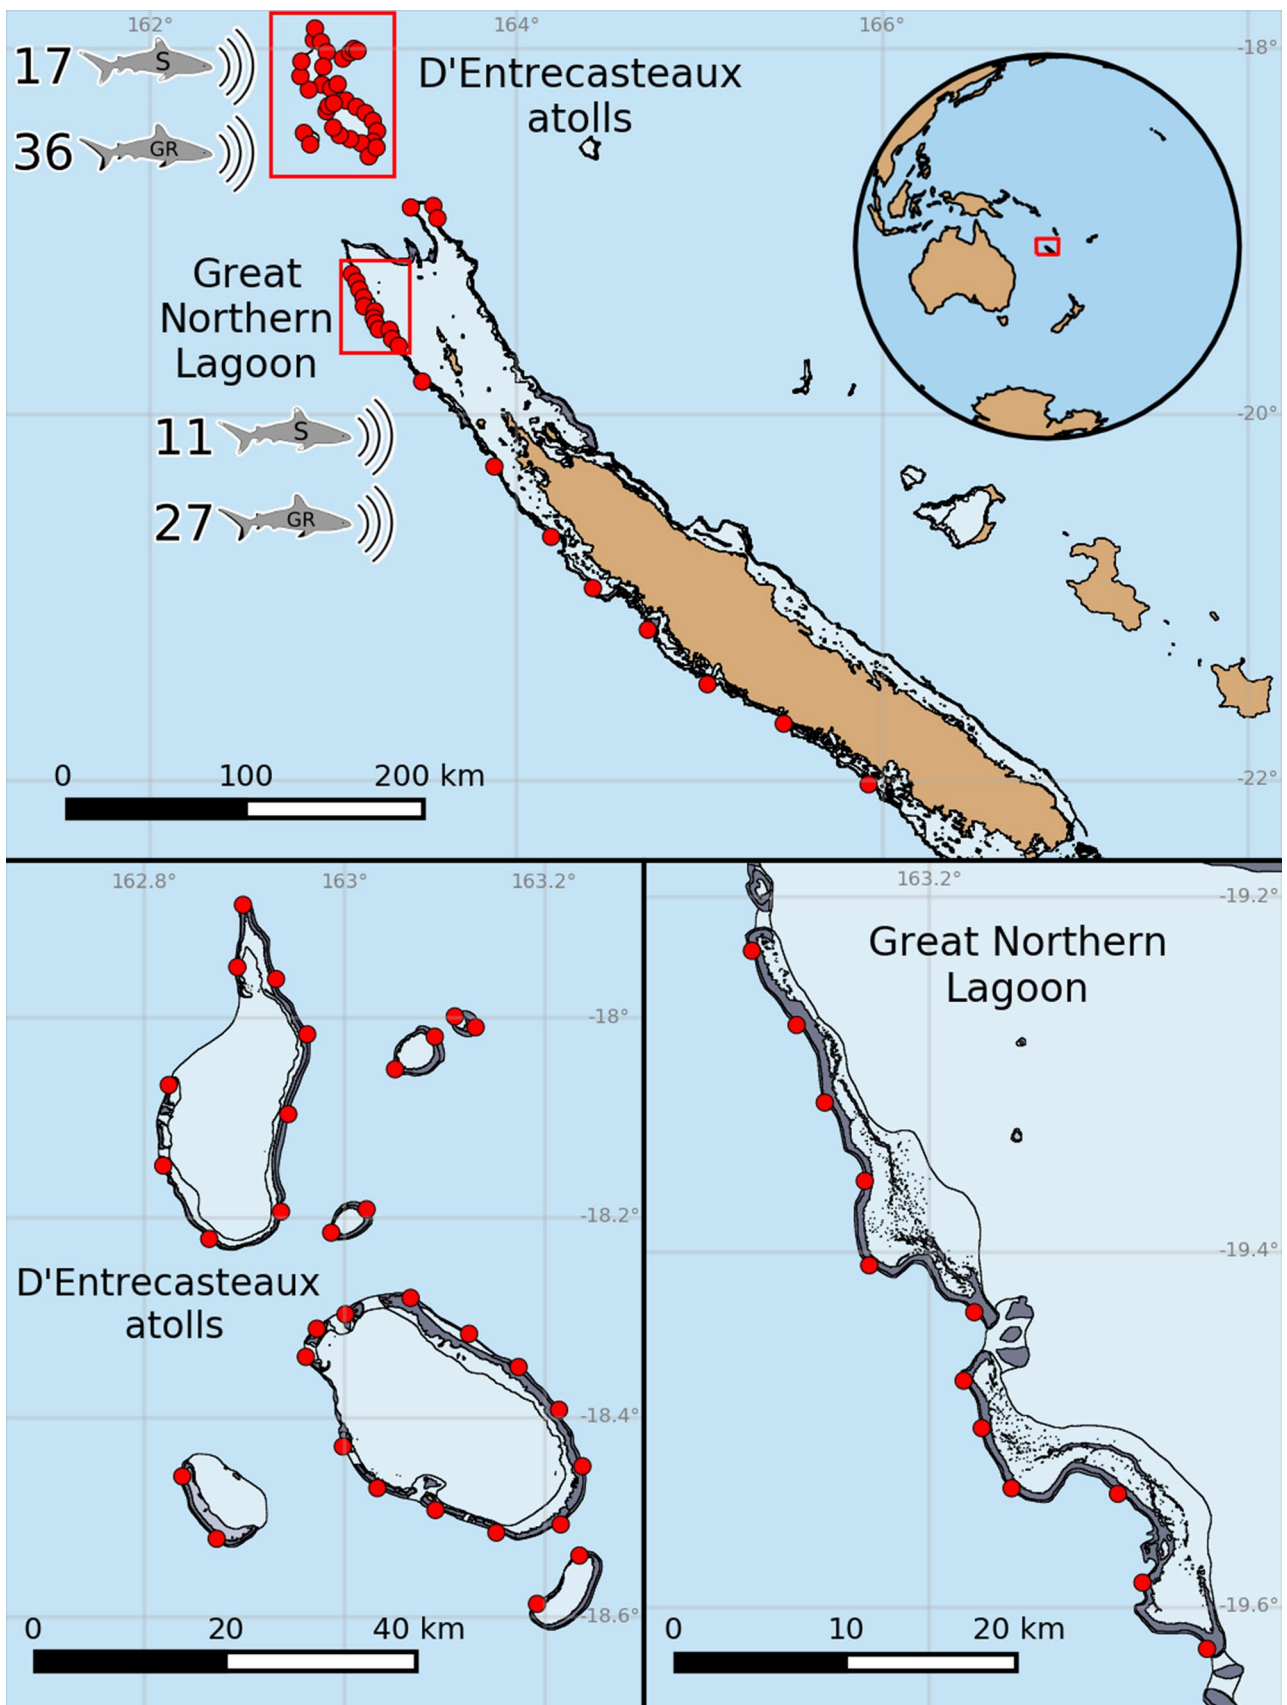 162°
164°
166°
-18°
17
S
D'Entrecasteaux
atolls
36
GR
Great
Northern
Lagoon
-20°
11
S
27
GR
0
100
200 km
-22°
162.8°
163°
163.2°
-18°
-18.2°
D'Entrecasteaux
atolls
-18.4°
-18.6°
0
20
40 km
163.2°
-19.2°
Great Northern
Lagoon
-19.4°
-19.6°
0
10
20 km